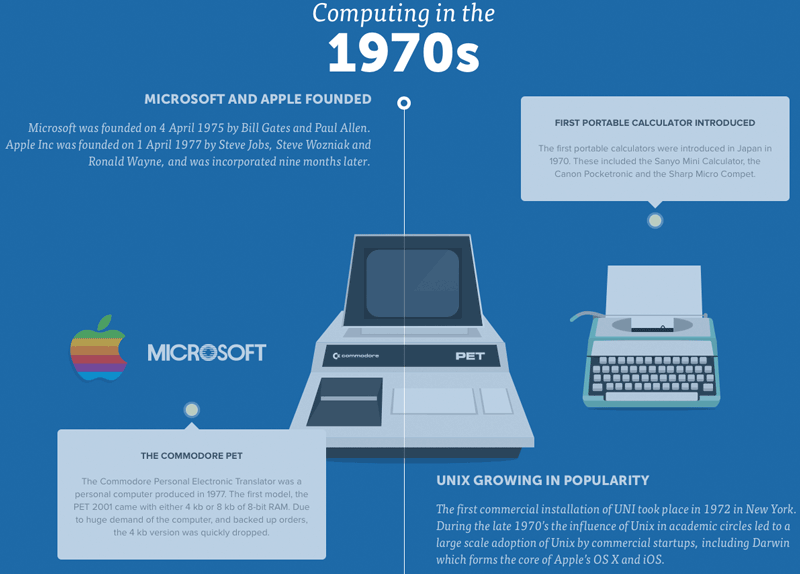 Computing in the
1970s
MICROSOFT AND APPLE FOUNDED
Microsoft was founded on 4 April 1975 by Bill Gates and Paul Allen.
Apple Inc was founded on 1 April 1977 by Steve Jobs, Steve Wozniak and
Ronald Wayne, and was incorporated nine months later.
FIRST PORTABLE CALCULATOR INTRODUCED
The first portable calculators were introduced in Japan in
1970. These included the Sanyo Mini Calculator, the
Canon Pocketronic and the Sharp Micro Compet.
MICROSOFT
commodore
PET
THE COMMODORE PET
The Commodore Personal Electronic Translator was a
personal computer produced in 1977. The first model, the
PET 2001 came with either 4 kb or 8 kb of 8-bit RAM. Due
to huge demand of the computer, and backed up orders,
the 4 kb version was quickly dropped.
UNIX GROWING IN POPULARITY
The first commercial installation of UNI took place in 1972 in New York.
During the late 1970's the influence of Unix in academic circles led to a
large scale adoption of Unix by commercial startups, including Darwin
which forms the core of Apple's OS X and iOS.